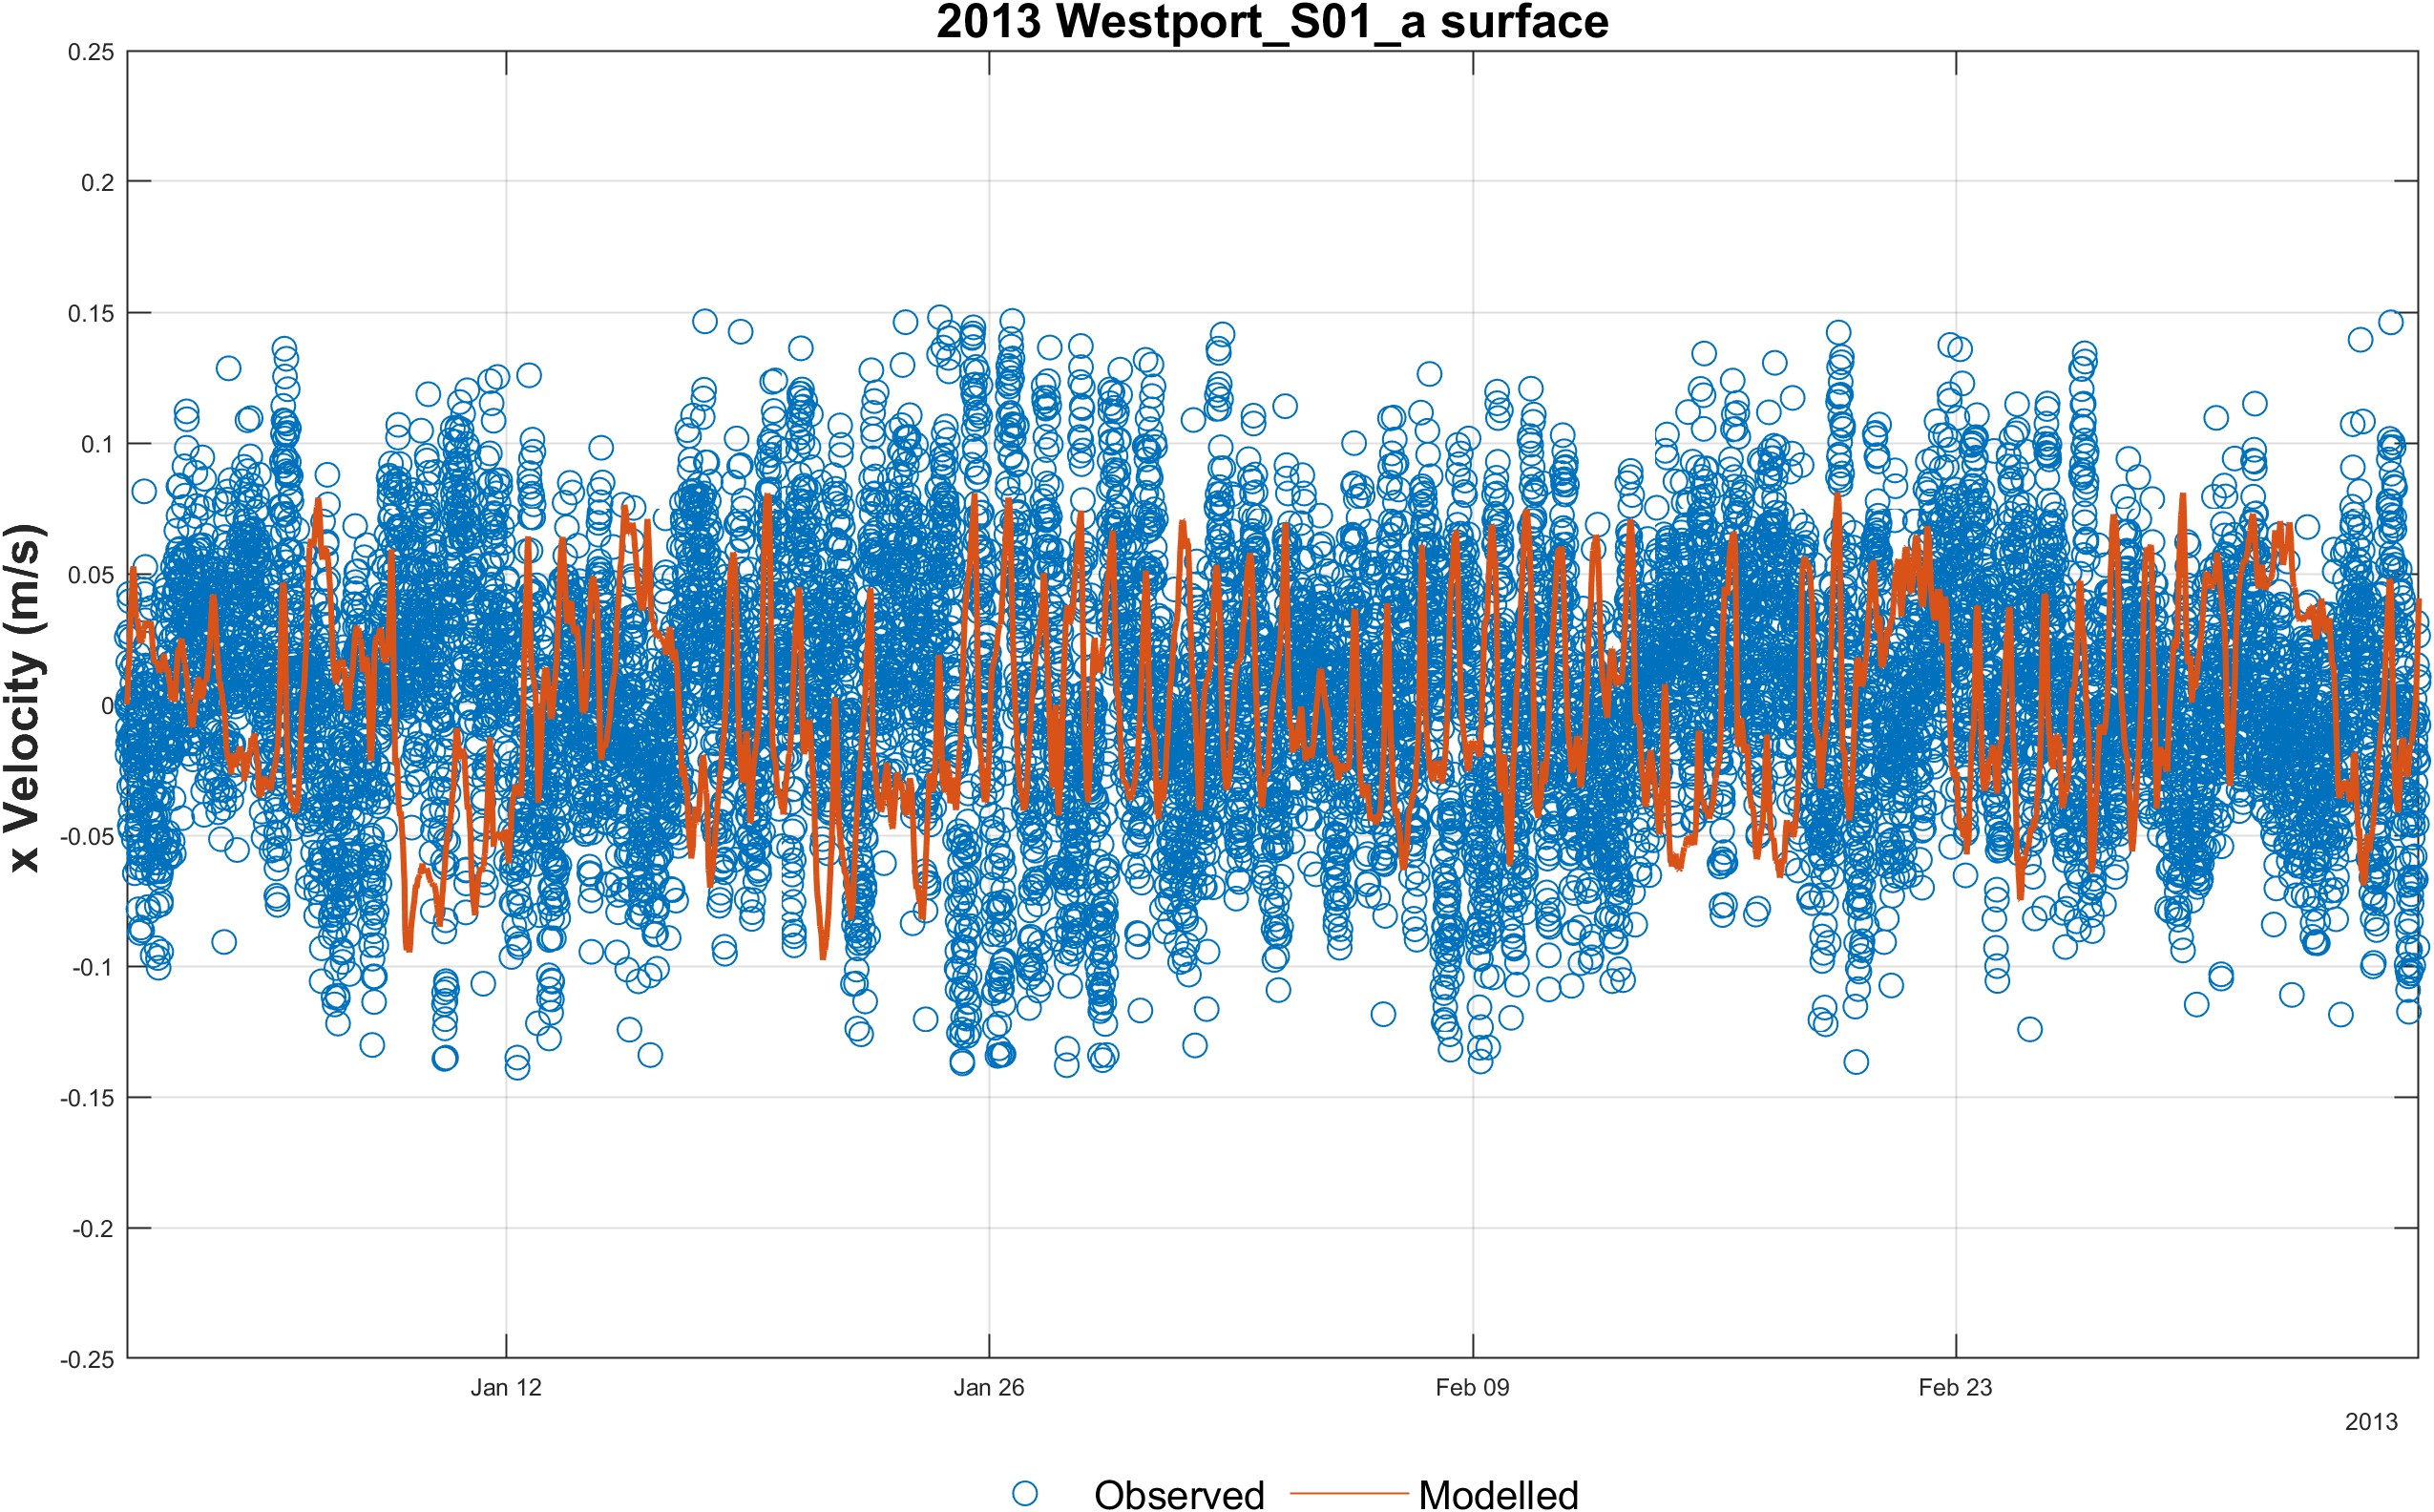 2013 Westport_S01_a surface
x Velocity (m/s)
0.25
0.2
0.15
0.1
0.05
0
-0.05
-0.1
-0.15
-0.2
-0.25
Jan 12
Jan 26
Feb 09
Feb 23
2013
Observed
Modelled